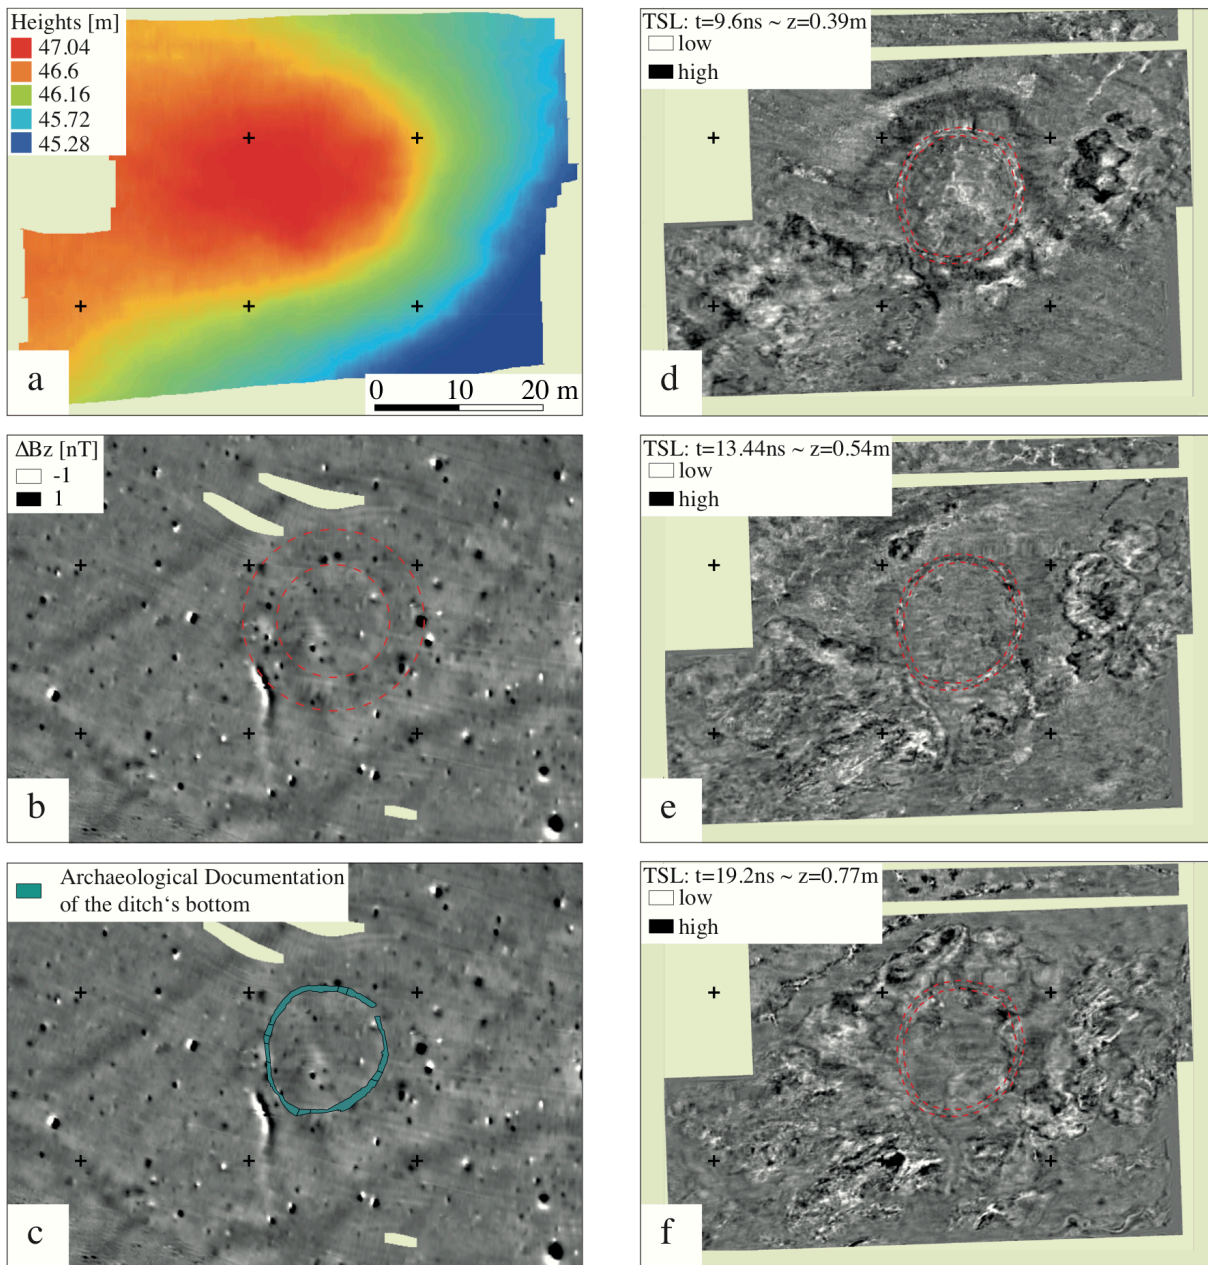 Heights [m]
47.04
46.6
46.16
45.72
45.28
a
0 10 20 m
ΔBz [nT]
-1
1
b
Archaeological Documentation
of the ditch‘s bottom
c
TSL: t=9.6ns ~ z=0.39m
low
high
d
TSL: t=13.44ns ~ z=0.54m
low
high
e
TSL: t=19.2ns ~ z=0.77m
low
high
f